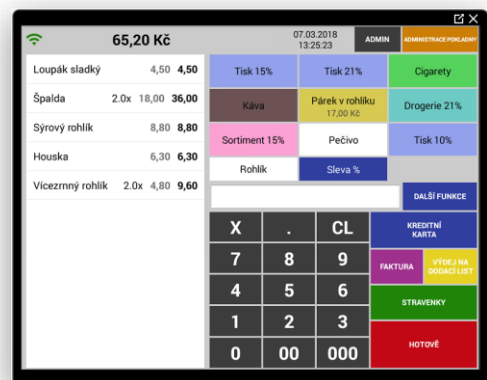 65,20 Kč
07.03.2018
13:25:23
ADMIN
ADMINISTRACE POKLADNY
Loupák sladký 4,50 4,50
Špalda 2.0x 18,00 36,00
Sýrový rohlík 8,80 8,80
Houska 6,30 6,30
Vícezrnný rohlík 2.0x 4,80 9,60
Tisk 15% Tisk 21% Cigarety
Káva Párek v rohlíku Drogerie 21%
17,00 Kč
Sortiment 15% Pečivo Tisk 10%
Rohlík Sleva %
DALŠÍ FUNKCE
X . CL
KREDITNÍ
KARTA
7 8 9
FAKTURA
VÝDEJ NA
DODACÍ LIST
4 5 6
STRAVENKY
1 2 3
HOTOVĚ
0 00 000